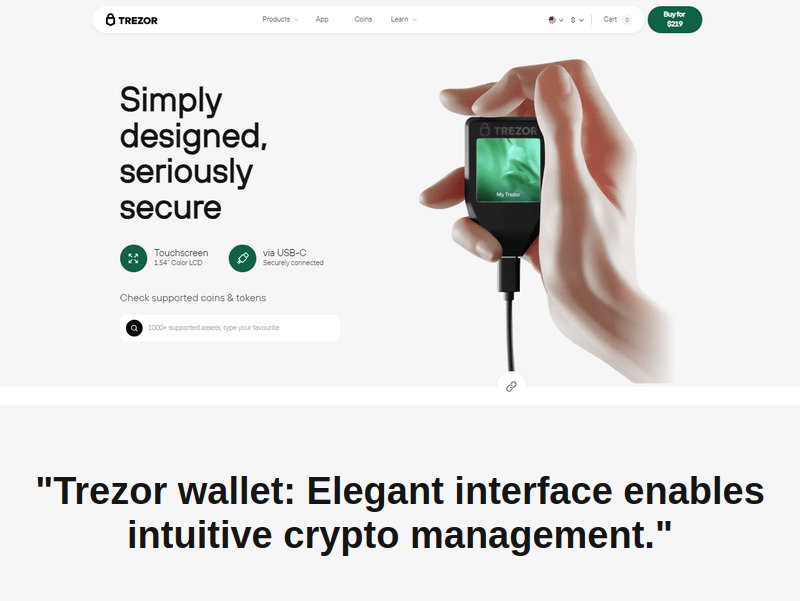 TREZOR
Products
App
Coins
Learn
$
Cart
0
Buy for
$219
Simply
designed,
seriously
secure
TREZOR
My Trezor
Touchscreen
1.54" Color LCD
via USB-C
Securely connected
Check supported coins & tokens
1000+ supported assets, type your favourite
"Trezor wallet: Elegant interface enables
intuitive crypto management."